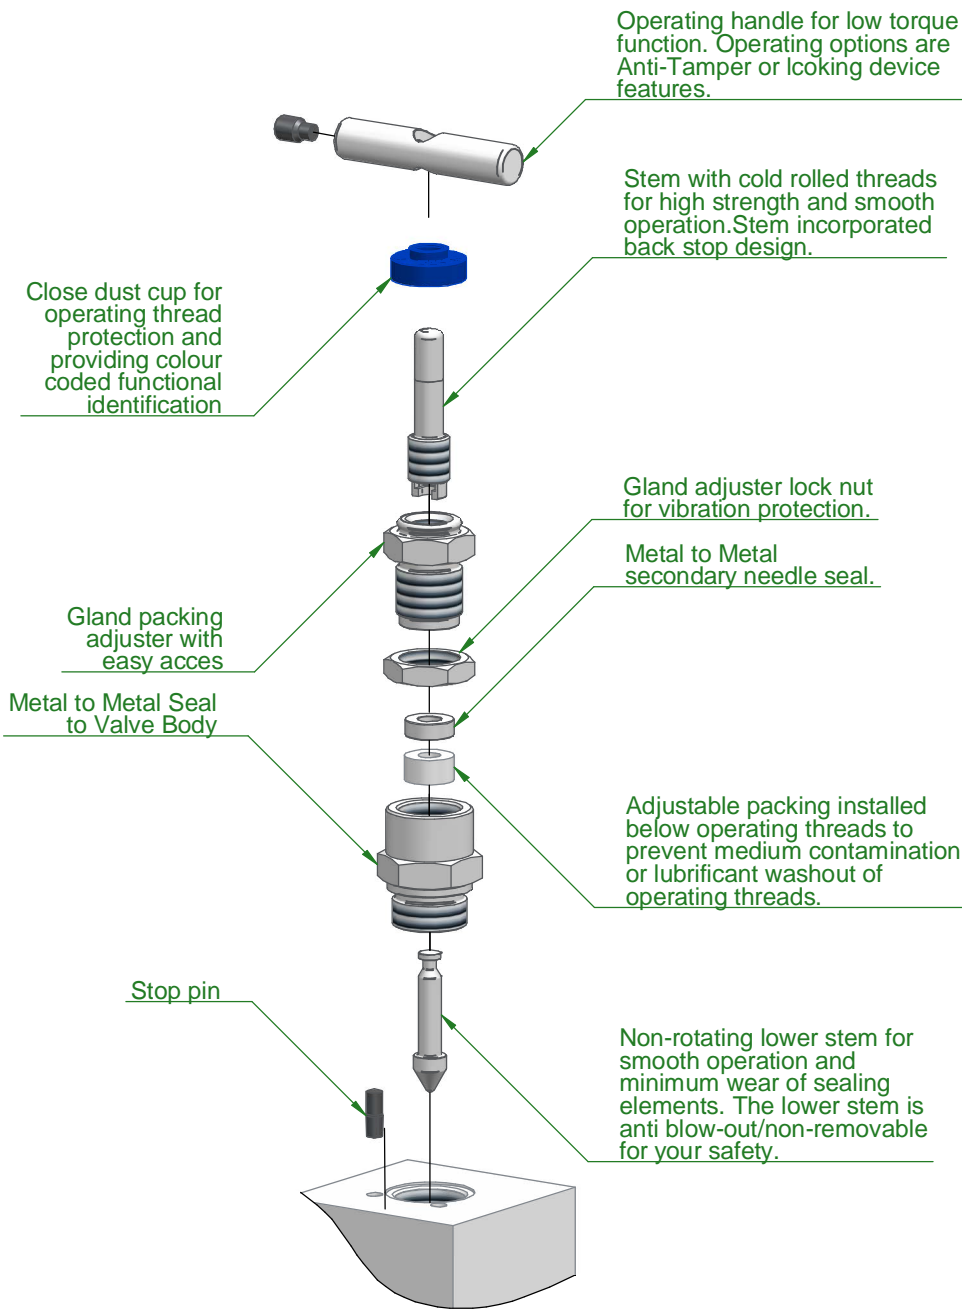 Operating handle for low torque
function. Operating options are
Anti-Tamper or lcoking device
features.
Stem with cold rolled threads
for high strength and smooth
operation.Stem incorporated
back stop design.
Close dust cup for
operating thread
protection and
providing colour
coded functional
identification
Gland adjuster lock nut
for vibration protection.
Metal to Metal
secondary needle seal.
Gland packing
adjuster with
easy acces
Metal to Metal Seal
to Valve Body
Adjustable packing installed
below operating threads to
prevent medium contamination
or lubrificant washout of
operating threads.
Stop pin
Non-rotating lower stem for
smooth operation and
minimum wear of sealing
elements. The lower stem is
anti blow-out/non-removable
for your safety.